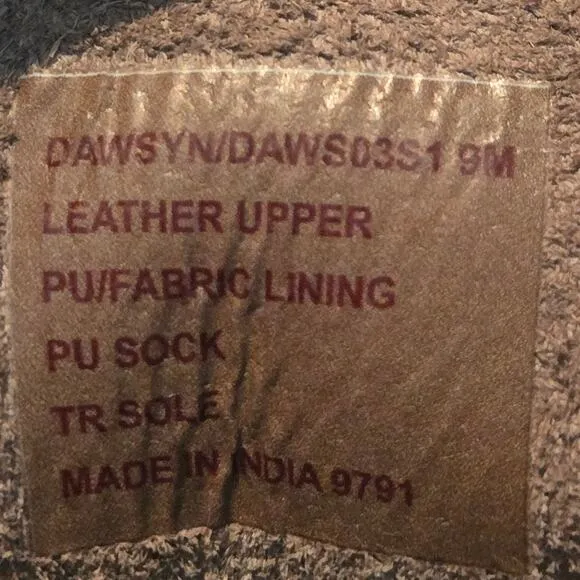 DAWSYN/DAWS03S1 9M
LEATHER UPPER
PU/FABRIC LINING
PU SOCK
TR SOLE
MADE IN INDIA 9791